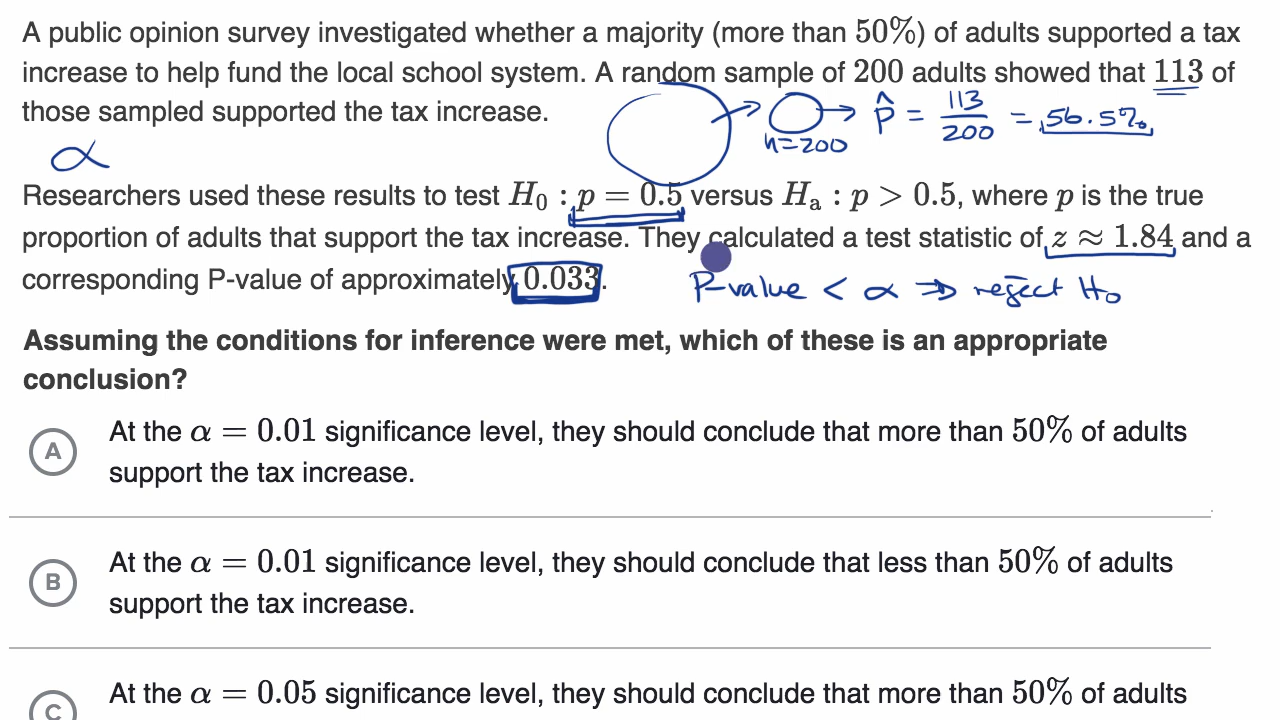 A public opinion survey investigated whether a majority (more than 50%) of adults supported a tax
increase to help fund the local school system. A random sample of 200 adults showed that 113 of
those sampled supported the tax increase.
p̂ = 113/200 = 56.5%
n=200
α
Researchers used these results to test H₀ : p = 0.5 versus Hₐ : p > 0.5, where p is the true
proportion of adults that support the tax increase. They calculated a test statistic of z ≈ 1.84 and a
corresponding P-value of approximately 0.033.
P-value < α ⇒ reject H₀
Assuming the conditions for inference were met, which of these is an appropriate
conclusion?
A At the α = 0.01 significance level, they should conclude that more than 50% of adults
support the tax increase.
B At the α = 0.01 significance level, they should conclude that less than 50% of adults
support the tax increase.
C At the α = 0.05 significance level, they should conclude that more than 50% of adults